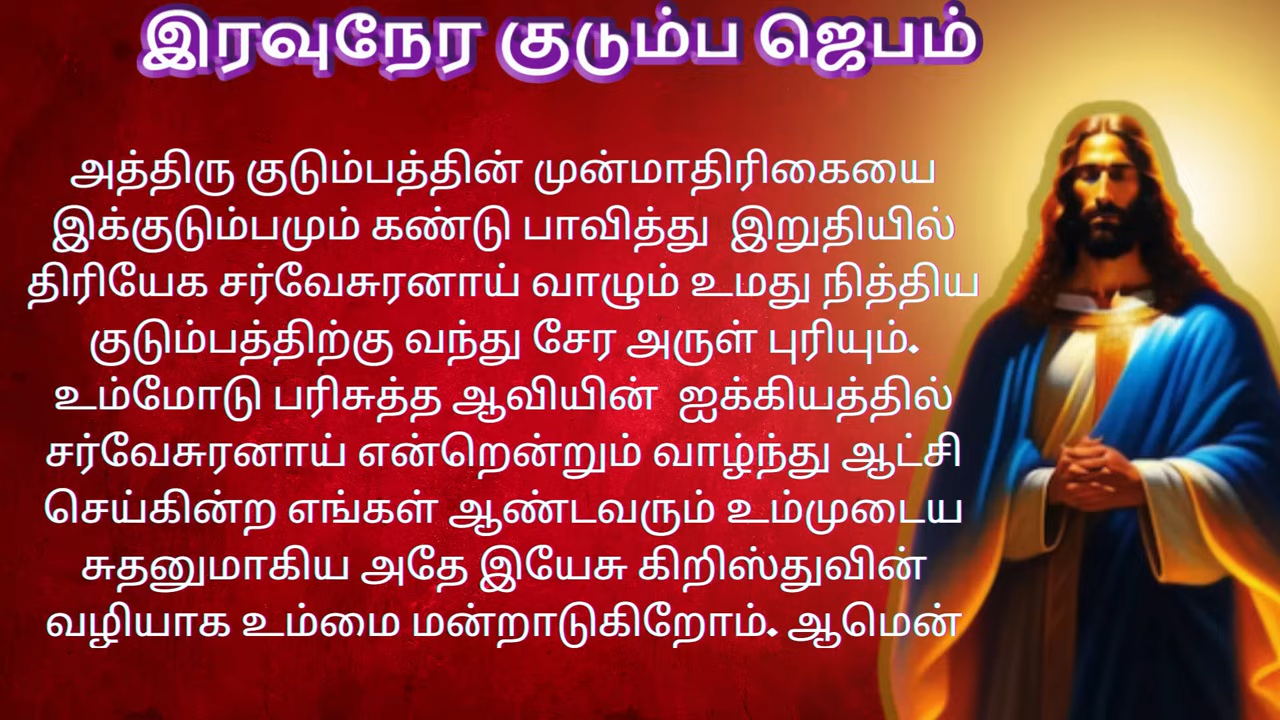 இரவுநேர குடும்ப ஜெபம்
அத்திரு குடும்பத்தின் முன்மாதிரிகையை
இக்குடும்பமும் கண்டு பாவித்து இறுதியில்
திரியேக சர்வேசுரனாய் வாழும் உமது நித்திய
குடும்பத்திற்கு வந்து சேர அருள் புரியும்.
உம்மோடு பரிசுத்த ஆவியின் ஐக்கியத்தில்
சர்வேசுரனாய் என்றென்றும் வாழ்ந்து ஆட்சி
செய்கின்ற எங்கள் ஆண்டவரும் உம்முடைய
சுதனுமாகிய அதே இயேசு கிறிஸ்துவின்
வழியாக உம்மை மன்றாடுகிறோம். ஆமென்